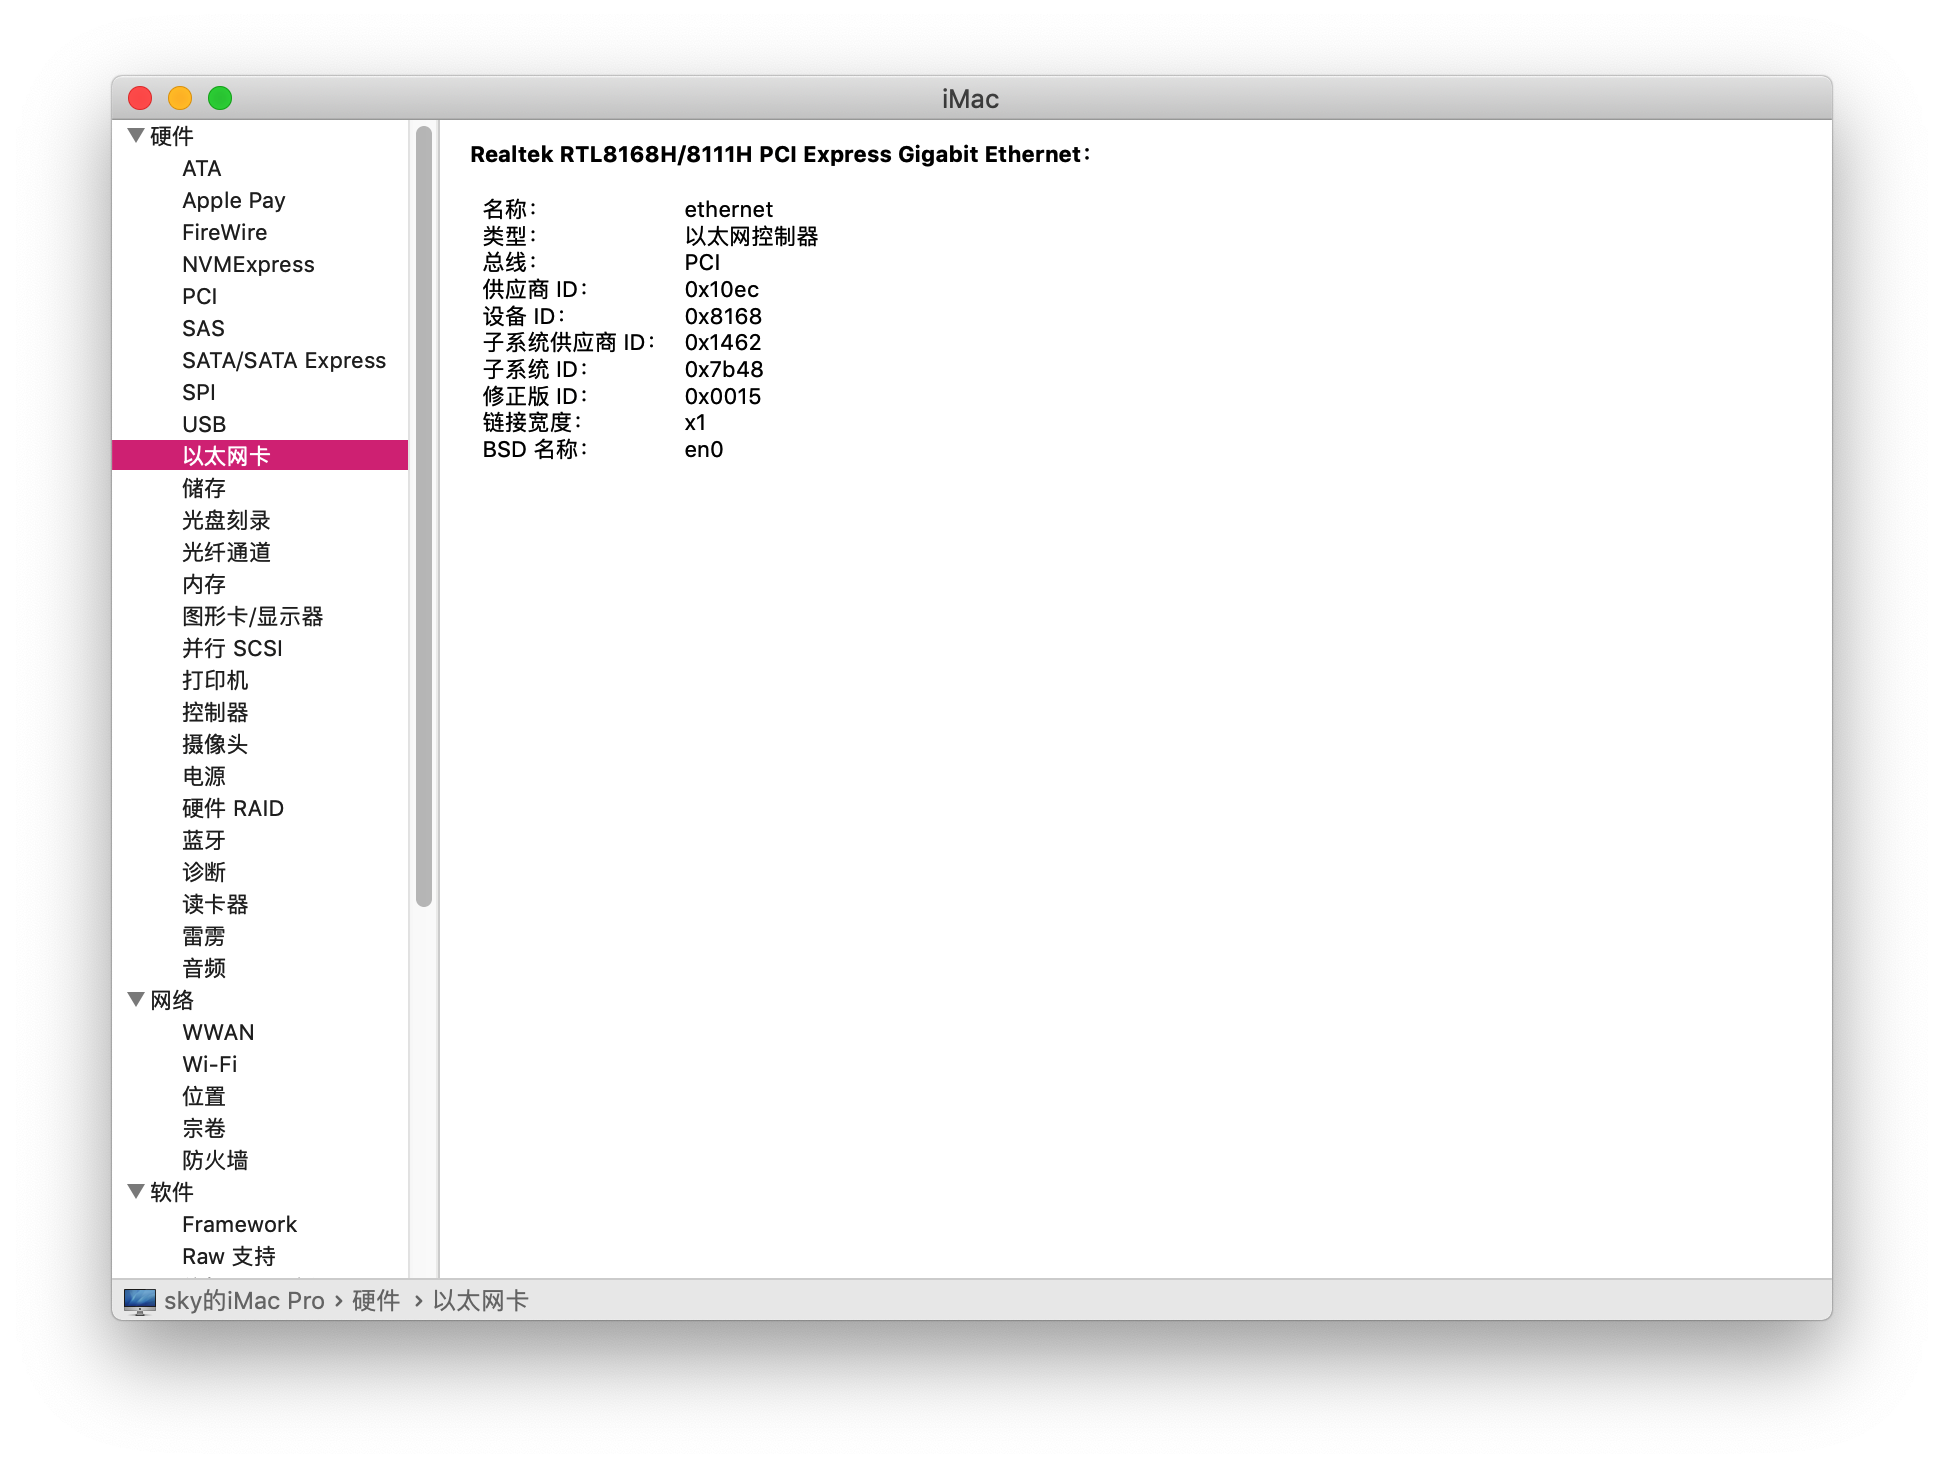 iMac
硬件
ATA
Apple Pay
FireWire
NVMExpress
PCI
SAS
SATA/SATA Express
SPI
USB
以太网卡
储存
光盘刻录
光纤通道
内存
图形卡/显示器
并行 SCSI
打印机
控制器
摄像头
电源
硬件 RAID
蓝牙
诊断
读卡器
雷雳
音频
网络
WWAN
Wi-Fi
位置
宗卷
防火墙
软件
Framework
Raw 支持
Realtek RTL8168H/8111H PCI Express Gigabit Ethernet：
名称： ethernet
类型： 以太网控制器
总线： PCI
供应商 ID： 0x10ec
设备 ID： 0x8168
子系统供应商 ID： 0x1462
子系统 ID： 0x7b48
修正版 ID： 0x0015
链接宽度： x1
BSD 名称： en0
sky的iMac Pro › 硬件 › 以太网卡